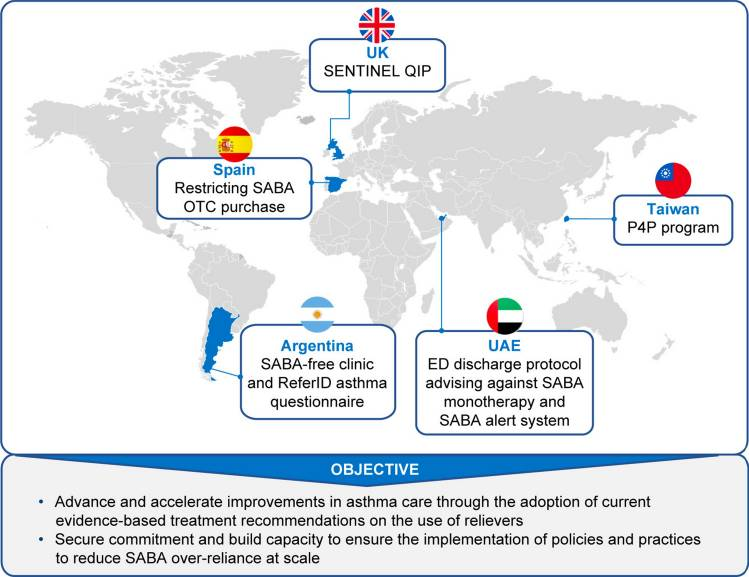 UK
SENTINEL QIP
Spain
Restricting SABA
OTC purchase
Taiwan
P4P program
Argentina
SABA-free clinic
and ReferID asthma
questionnaire
UAE
ED discharge protocol
advising against SABA
monotherapy and
SABA alert system
OBJECTIVE
• Advance and accelerate improvements in asthma care through the adoption of current
evidence-based treatment recommendations on the use of relievers
• Secure commitment and build capacity to ensure the implementation of policies and practices
to reduce SABA over-reliance at scale